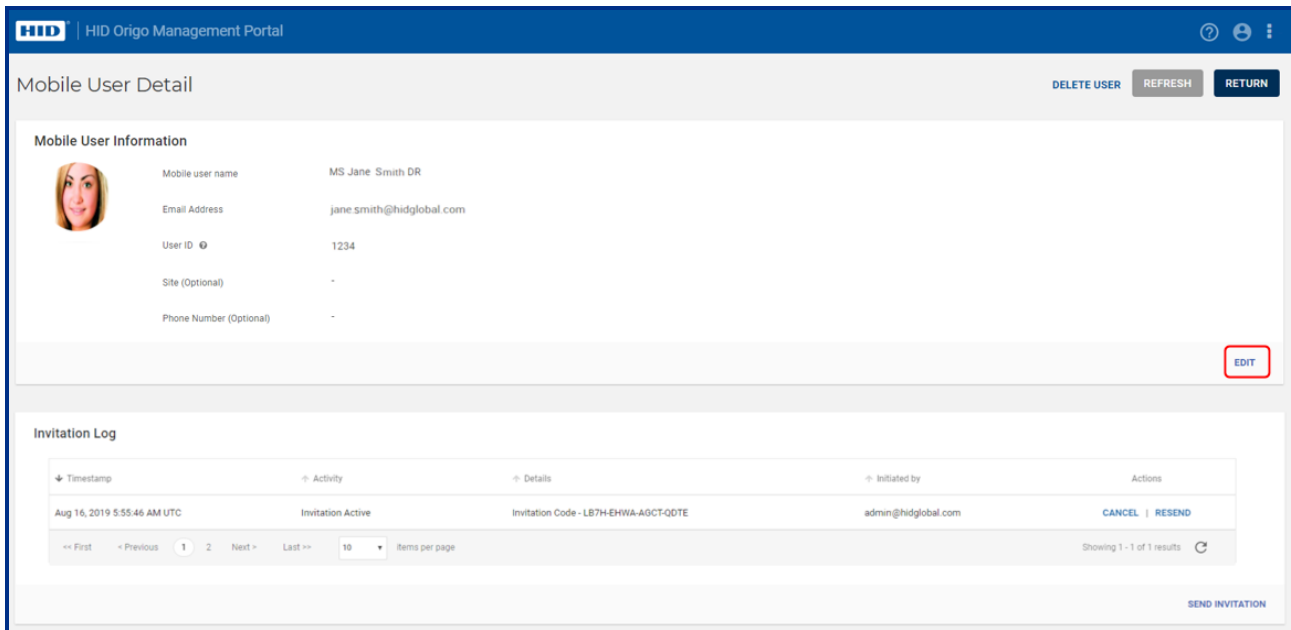 HID | HID Origo Management Portal
Mobile User Detail DELETE USER REFRESH RETURN
Mobile User Information
Mobile user name MS Jane Smith DR
Email Address jane.smith@hidglobal.com
User ID 1234
Site (Optional) -
Phone Number (Optional) -
EDIT
Invitation Log
Timestamp Activity Details Initiated by Actions
Aug 16, 2019 5:55:46 AM UTC Invitation Active Invitation Code - LB7H-EHWA-AGCT-QDTE admin@hidglobal.com CANCEL | RESEND
<< First < Previous 1 2 Next > Last >> 10 items per page Showing 1 - 1 of 1 results
SEND INVITATION